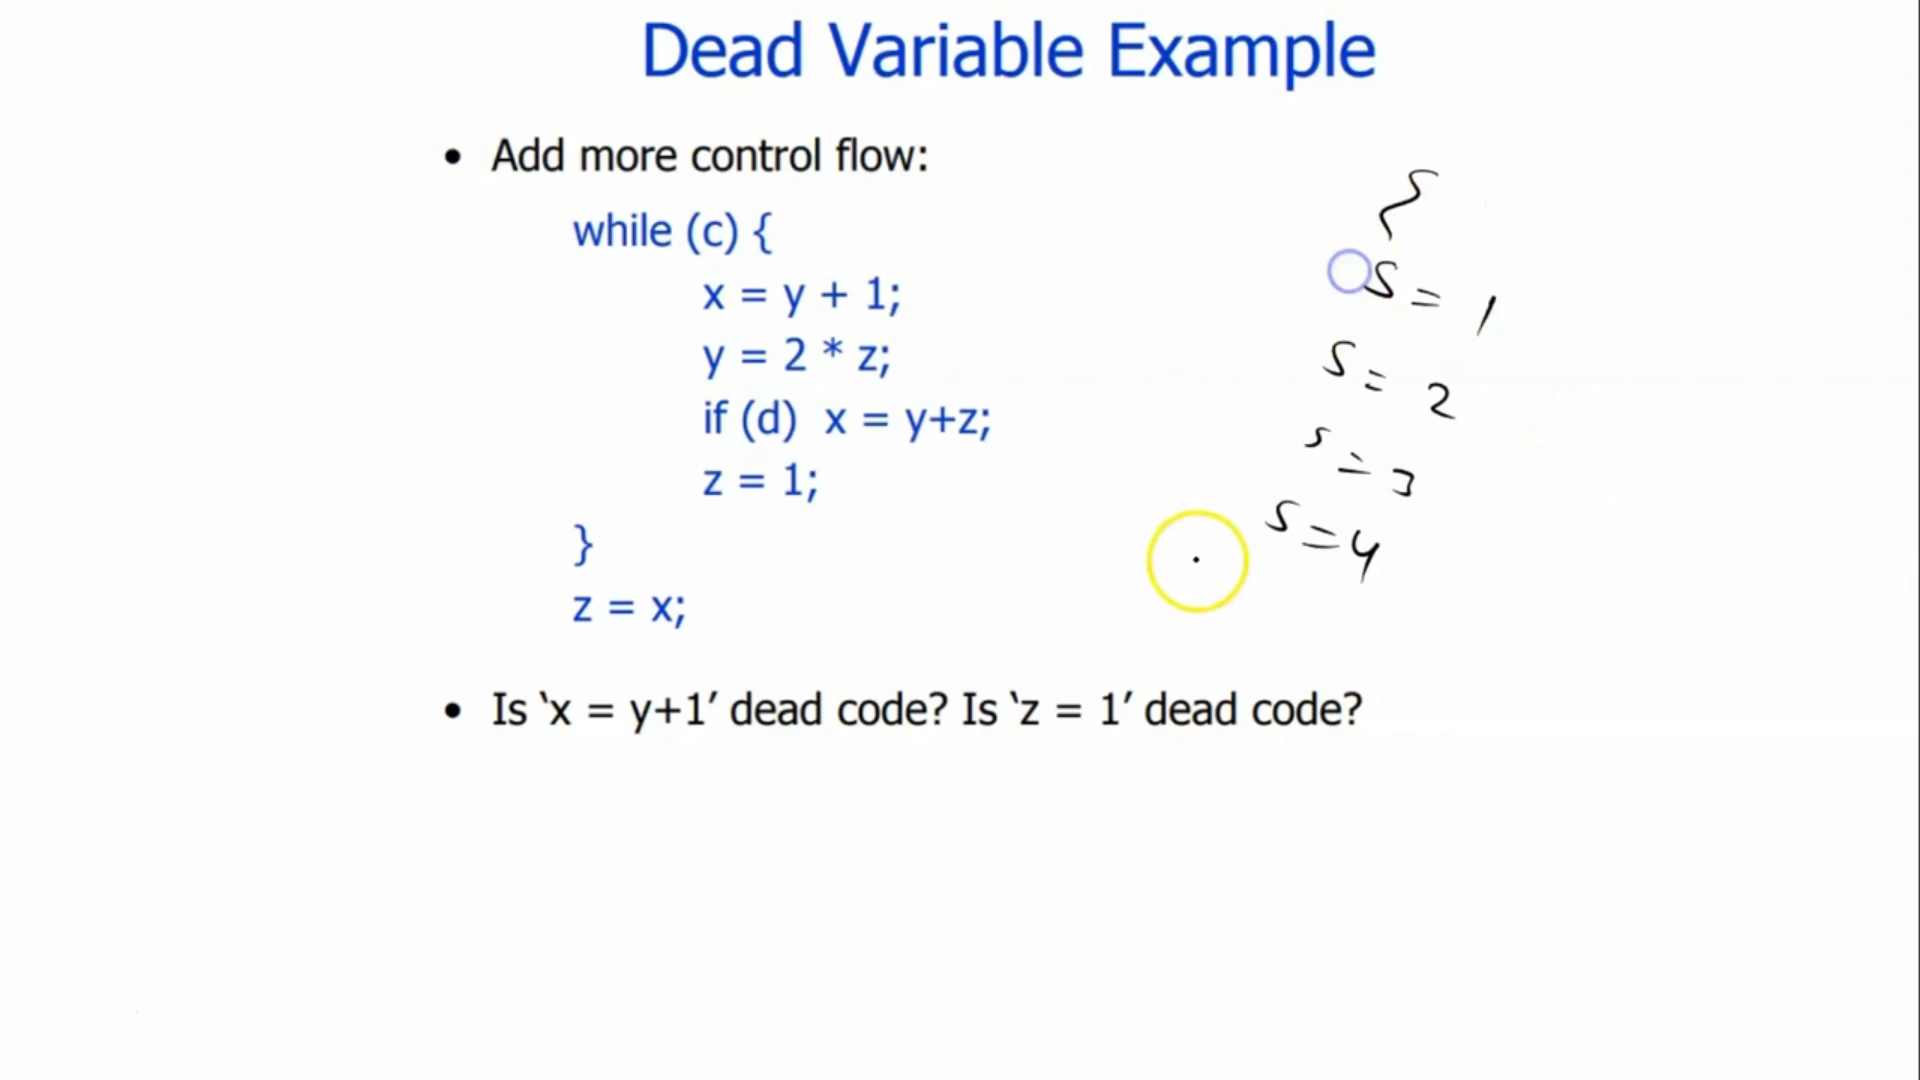 Dead Variable Example
• Add more control flow:
while (c) {
x = y + 1;
y = 2 * z;
if (d) x = y+z;
z = 1;
}
z = x;
• Is ‘x = y+1’ dead code? Is ‘z = 1’ dead code?
{
s = 1
s = 2
s = 3
s = 4